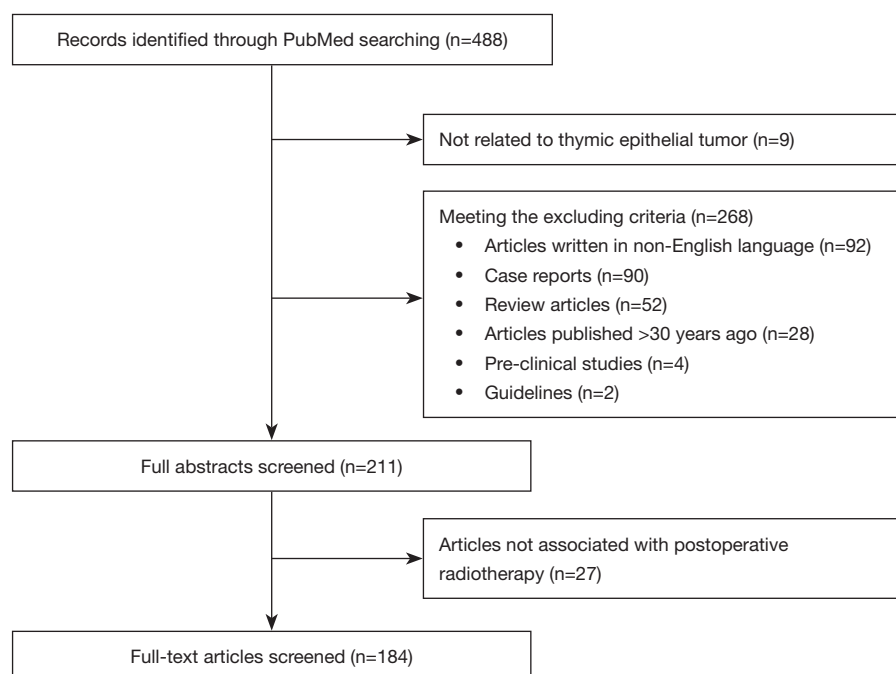 Records identified through PubMed searching (n=488)
Not related to thymic epithelial tumor (n=9)
Meeting the excluding criteria (n=268)
• Articles written in non-English language (n=92)
• Case reports (n=90)
• Review articles (n=52)
• Articles published >30 years ago (n=28)
• Pre-clinical studies (n=4)
• Guidelines (n=2)
Full abstracts screened (n=211)
Articles not associated with postoperative
radiotherapy (n=27)
Full-text articles screened (n=184)